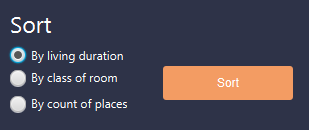 Sort
By living duration
By class of room
Sort
By count of places